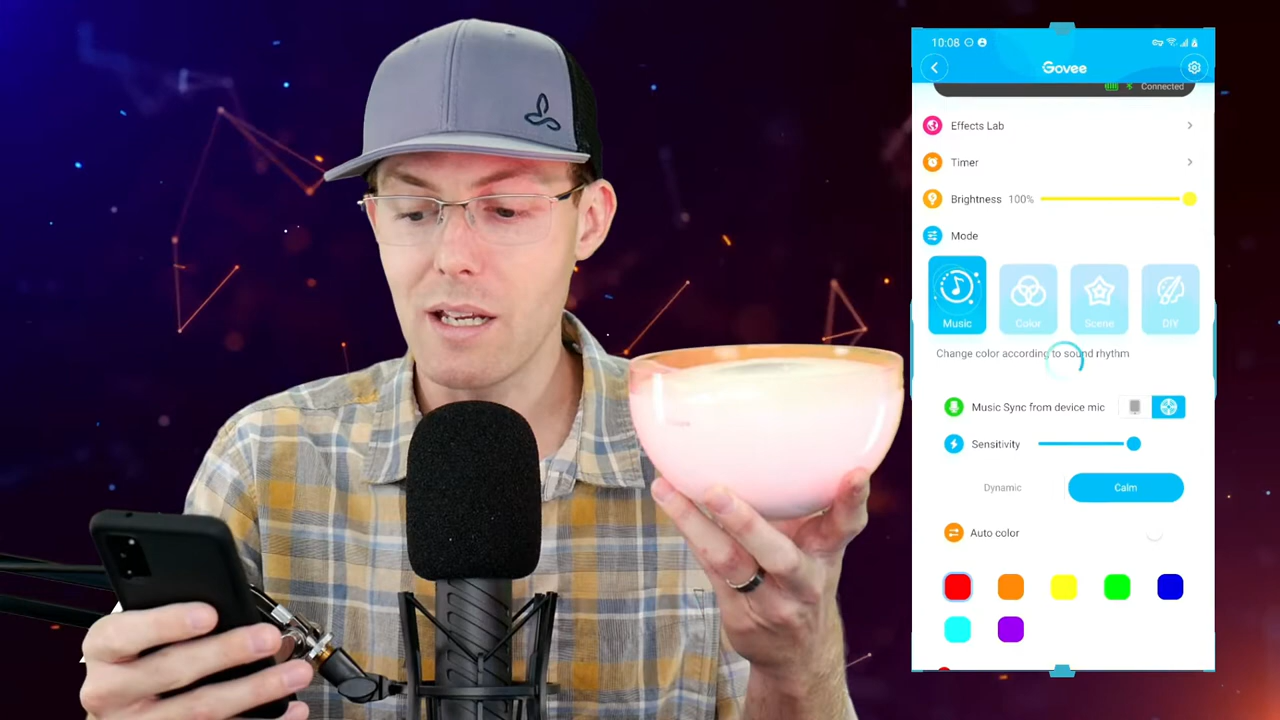 10:08
Govee
Connected
Effects Lab
Timer
Brightness 100%
Mode
Music Color Scene DIY
Change color according to sound rhythm
Music Sync from device mic
Sensitivity
Dynamic Calm
Auto color